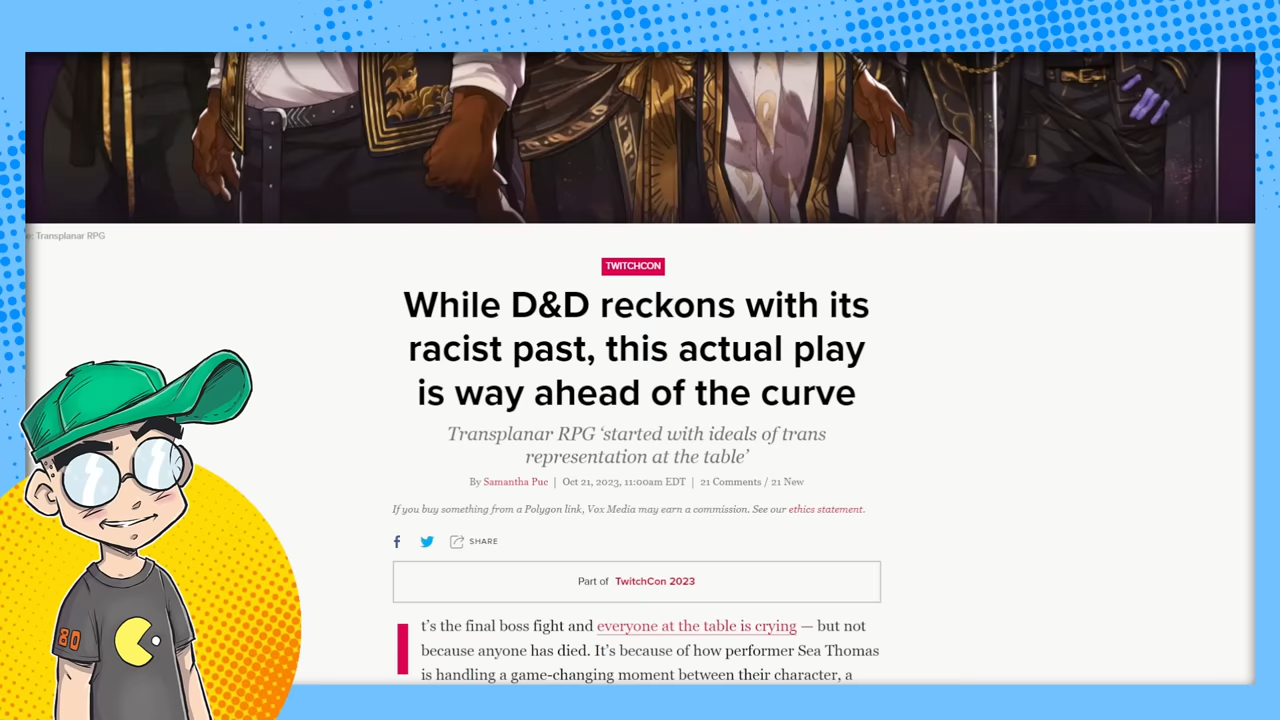 e: Transplanar RPG
TWITCHCON
While D&D reckons with its
racist past, this actual play
is way ahead of the curve
Transplanar RPG ‘started with ideals of trans
representation at the table’
By Samantha Puc | Oct 21, 2023, 11:00am EDT | 21 Comments / 21 New
If you buy something from a Polygon link, Vox Media may earn a commission. See our ethics statement.
SHARE
Part of TwitchCon 2023
It’s the final boss fight and everyone at the table is crying — but not
because anyone has died. It’s because of how performer Sea Thomas
is handling a game-changing moment between their character, a
80